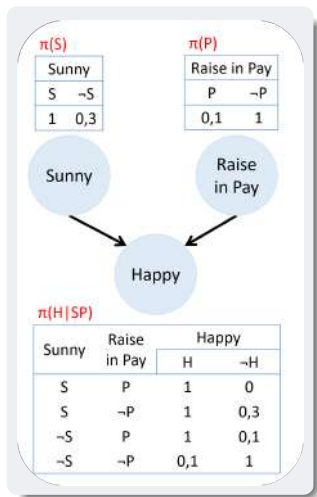 π(S)
Sunny
S ¬S
1 0,3
π(P)
Raise in Pay
P ¬P
0,1 1
Sunny
Raise
in Pay
Happy
π(H|SP)
Sunny Raise in Pay Happy
H ¬H
S P 1 0
S ¬P 1 0,3
¬S P 1 0,1
¬S ¬P 0,1 1